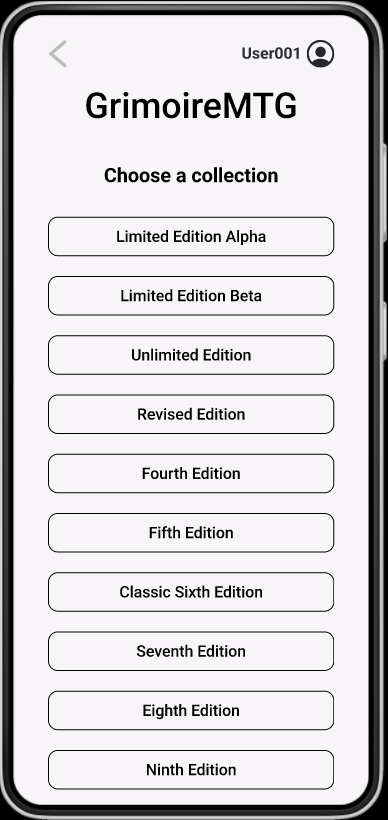 User001
GrimoireMTG
Choose a collection
Limited Edition Alpha
Limited Edition Beta
Unlimited Edition
Revised Edition
Fourth Edition
Fifth Edition
Classic Sixth Edition
Seventh Edition
Eighth Edition
Ninth Edition